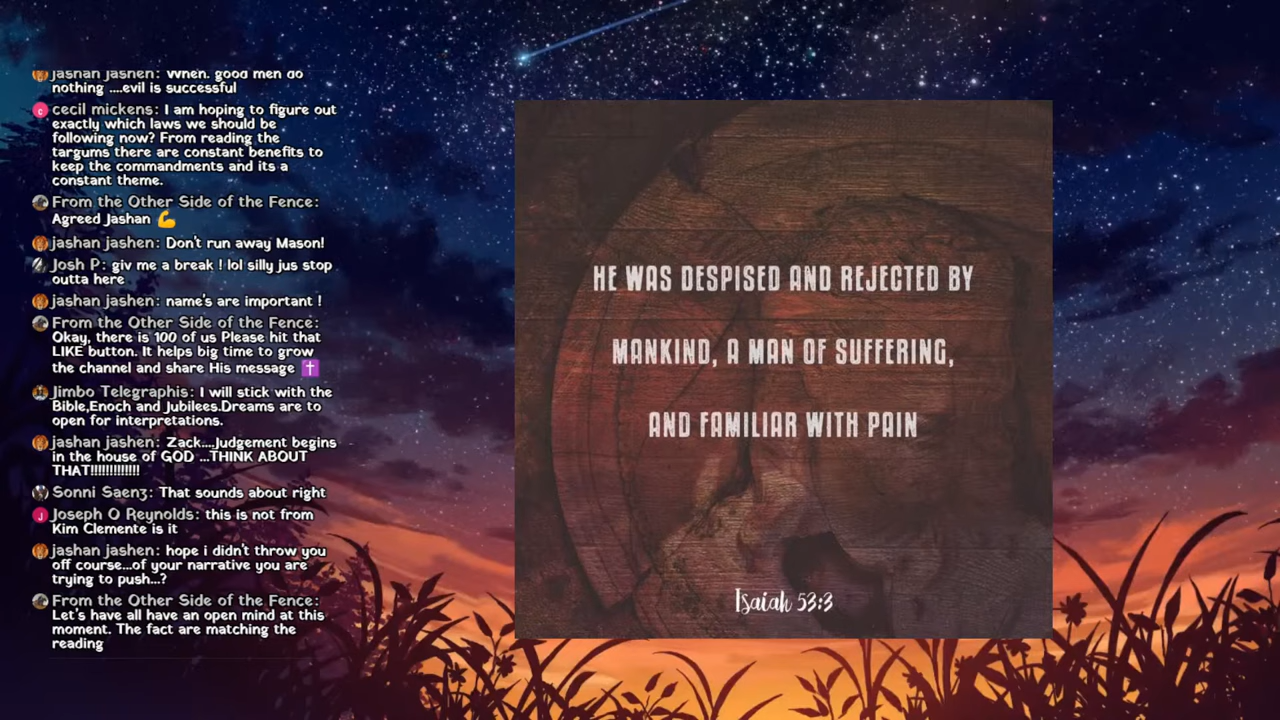 jashan jashen: When. good men do
nothing ....evil is successful
cecil mickens: I am hoping to figure out
exactly which laws we should be
following now? From reading the
targums there are constant benefits to
keep the commandments and its a
constant theme.
From the Other Side of the Fence:
Agreed Jashan 💪
jashan jashen: Don't run away Mason!
Josh P: giv me a break ! lol silly jus stop
outta here
jashan jashen: name's are important !
From the Other Side of the Fence:
Okay, there is 100 of us Please hit that
LIKE button. It helps big time to grow
the channel and share His message ✝️
Jimbo Telegraphis: I will stick with the
Bible,Enoch and Jubilees.Dreams are to
open for interpretations.
jashan jashen: Zack....Judgement begins
in the house of GOD ...THINK ABOUT
THAT!!!!!!!!!!!!!
Sonni Saenz: That sounds about right
J
Joseph O Reynolds: this is not from
Kim Clemente is it
jashan jashen: hope i didn't throw you
off course...of your narrative you are
trying to push...?
From the Other Side of the Fence:
Let's have all have an open mind at this
moment. The fact are matching the
reading
HE WAS DESPISED AND REJECTED BY
MANKIND, A MAN OF SUFFERING,
AND FAMILIAR WITH PAIN
Isaiah 53:3